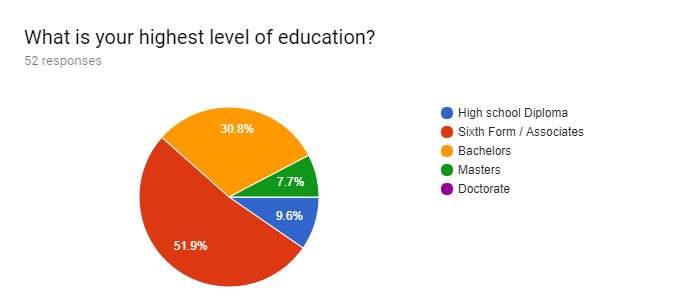 What is your highest level of education?
52 responses
30.8%
7.7%
9.6%
51.9%
High school Diploma
Sixth Form / Associates
Bachelors
Masters
Doctorate